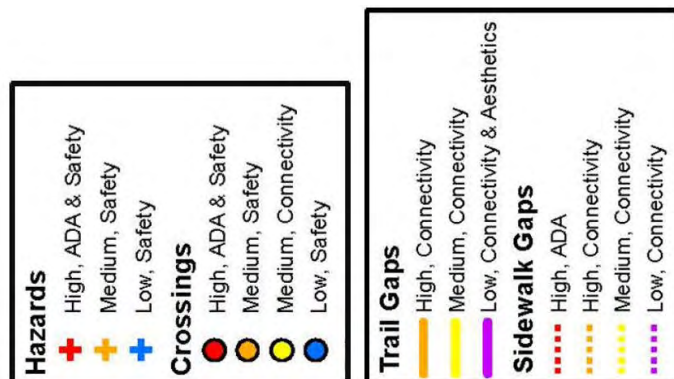 Hazards
High, ADA & Safety
Medium, Safety
Low, Safety
Crossings
High, ADA & Safety
Medium, Safety
Medium, Connectivity
Low, Safety
Trail Gaps
High, Connectivity
Medium, Connectivity
Low, Connectivity & Aesthetics
Sidewalk Gaps
High, ADA
High, Connectivity
Medium, Connectivity
Low, Connectivity